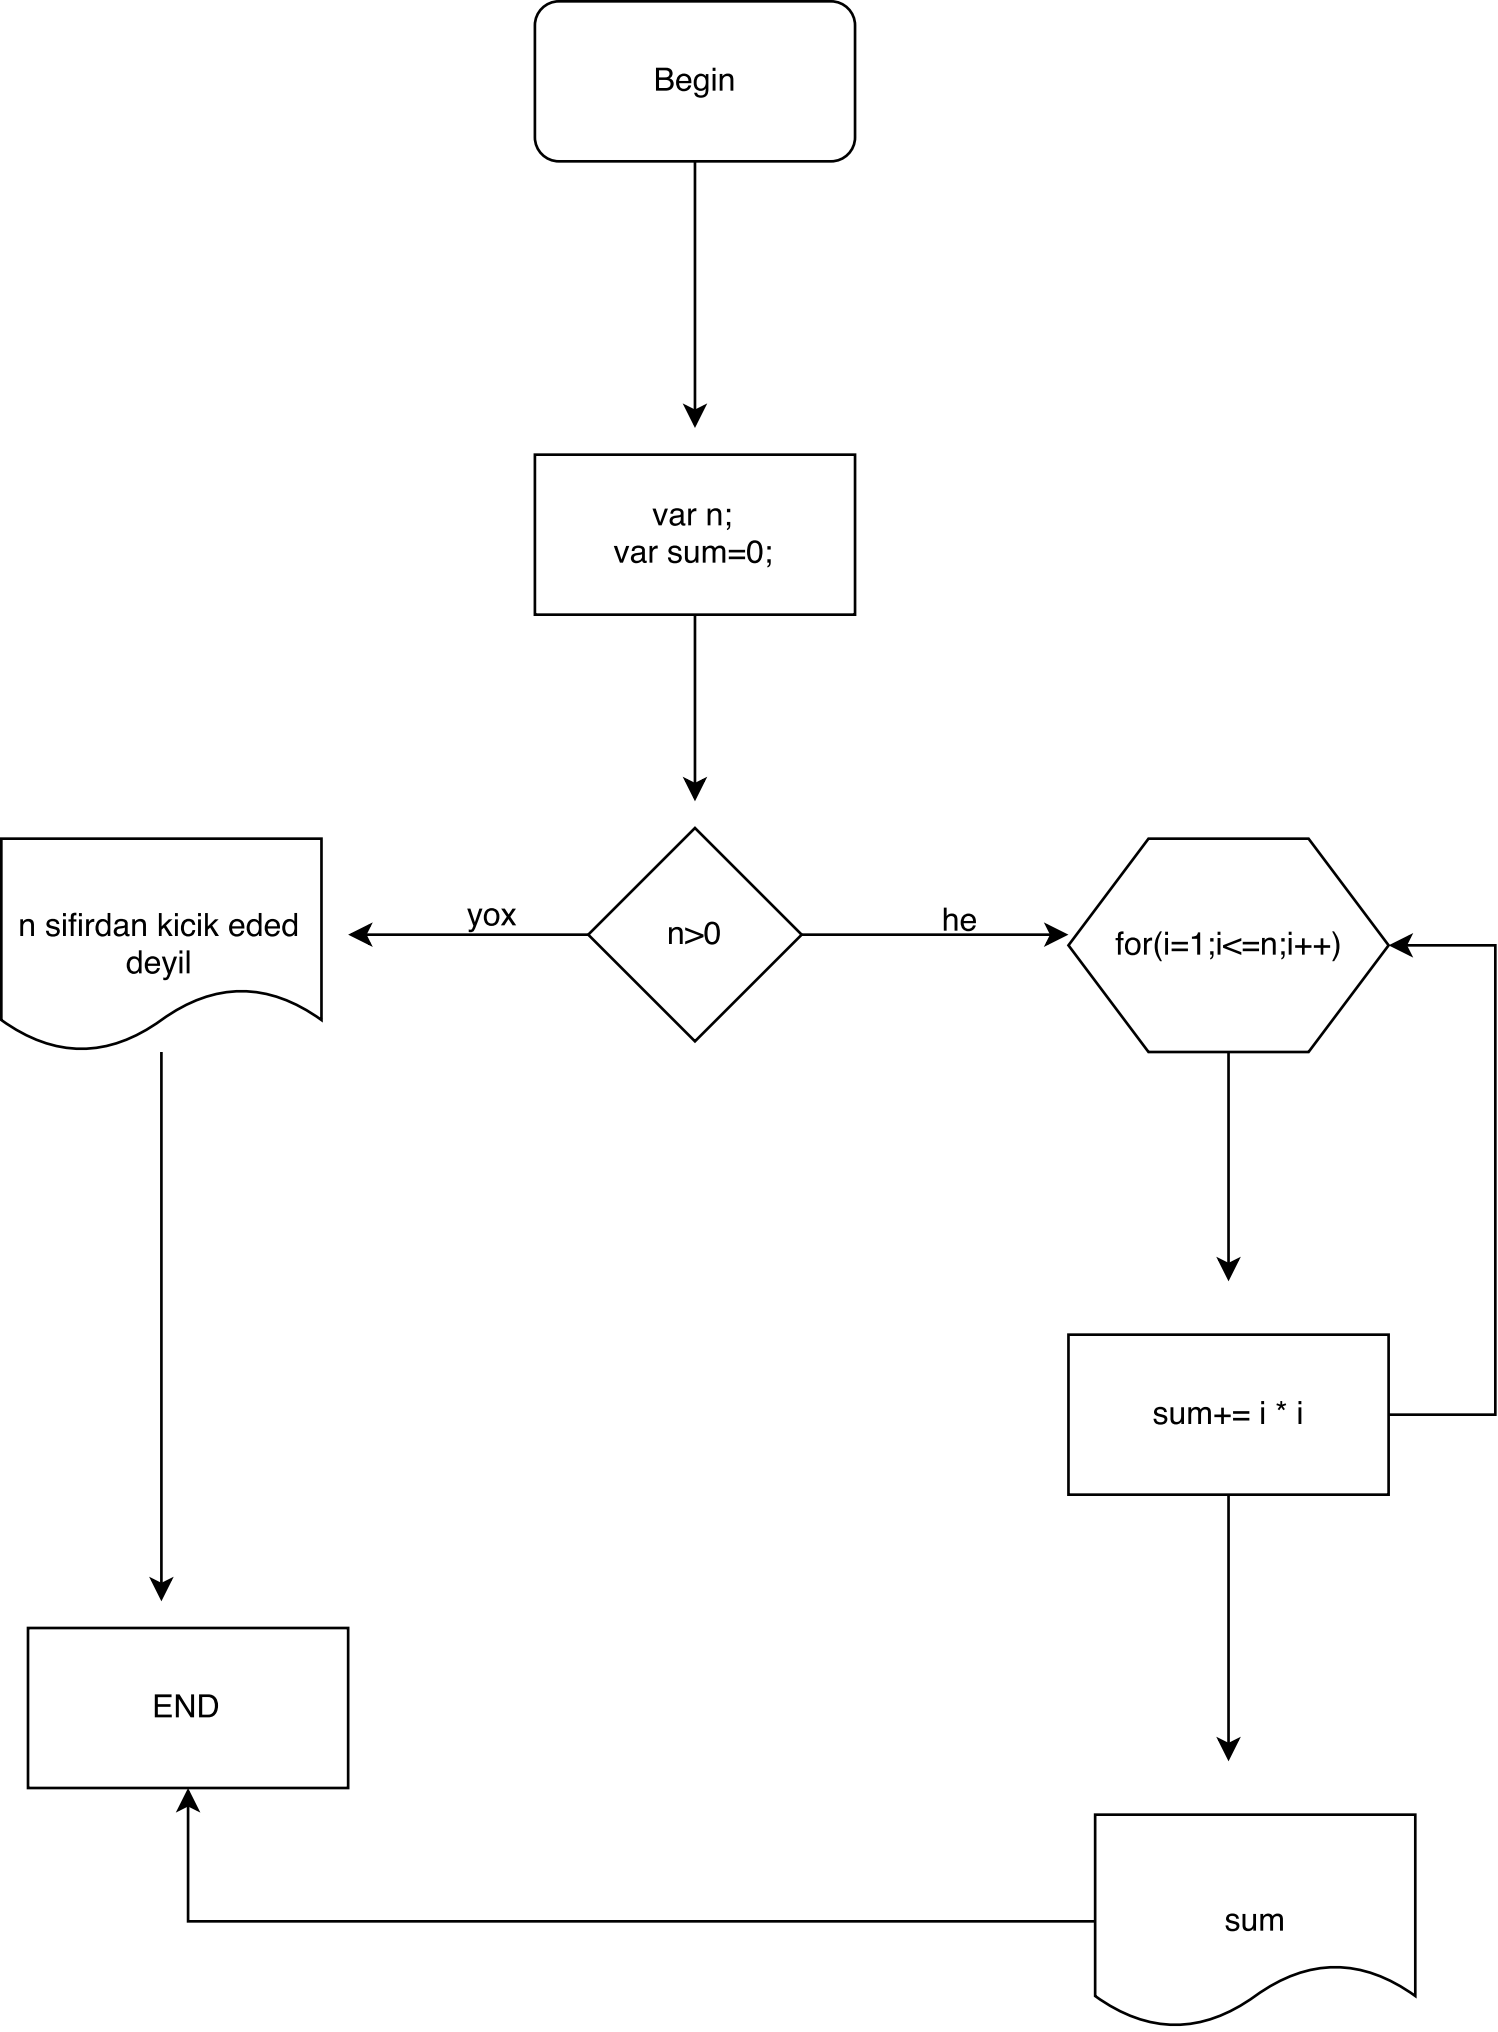 Begin
var n;
var sum=0;
n sifirdan kicik eded
deyil
yox
n>0
he
for(i=1;i<=n;i++)
sum+= i * i
END
sum